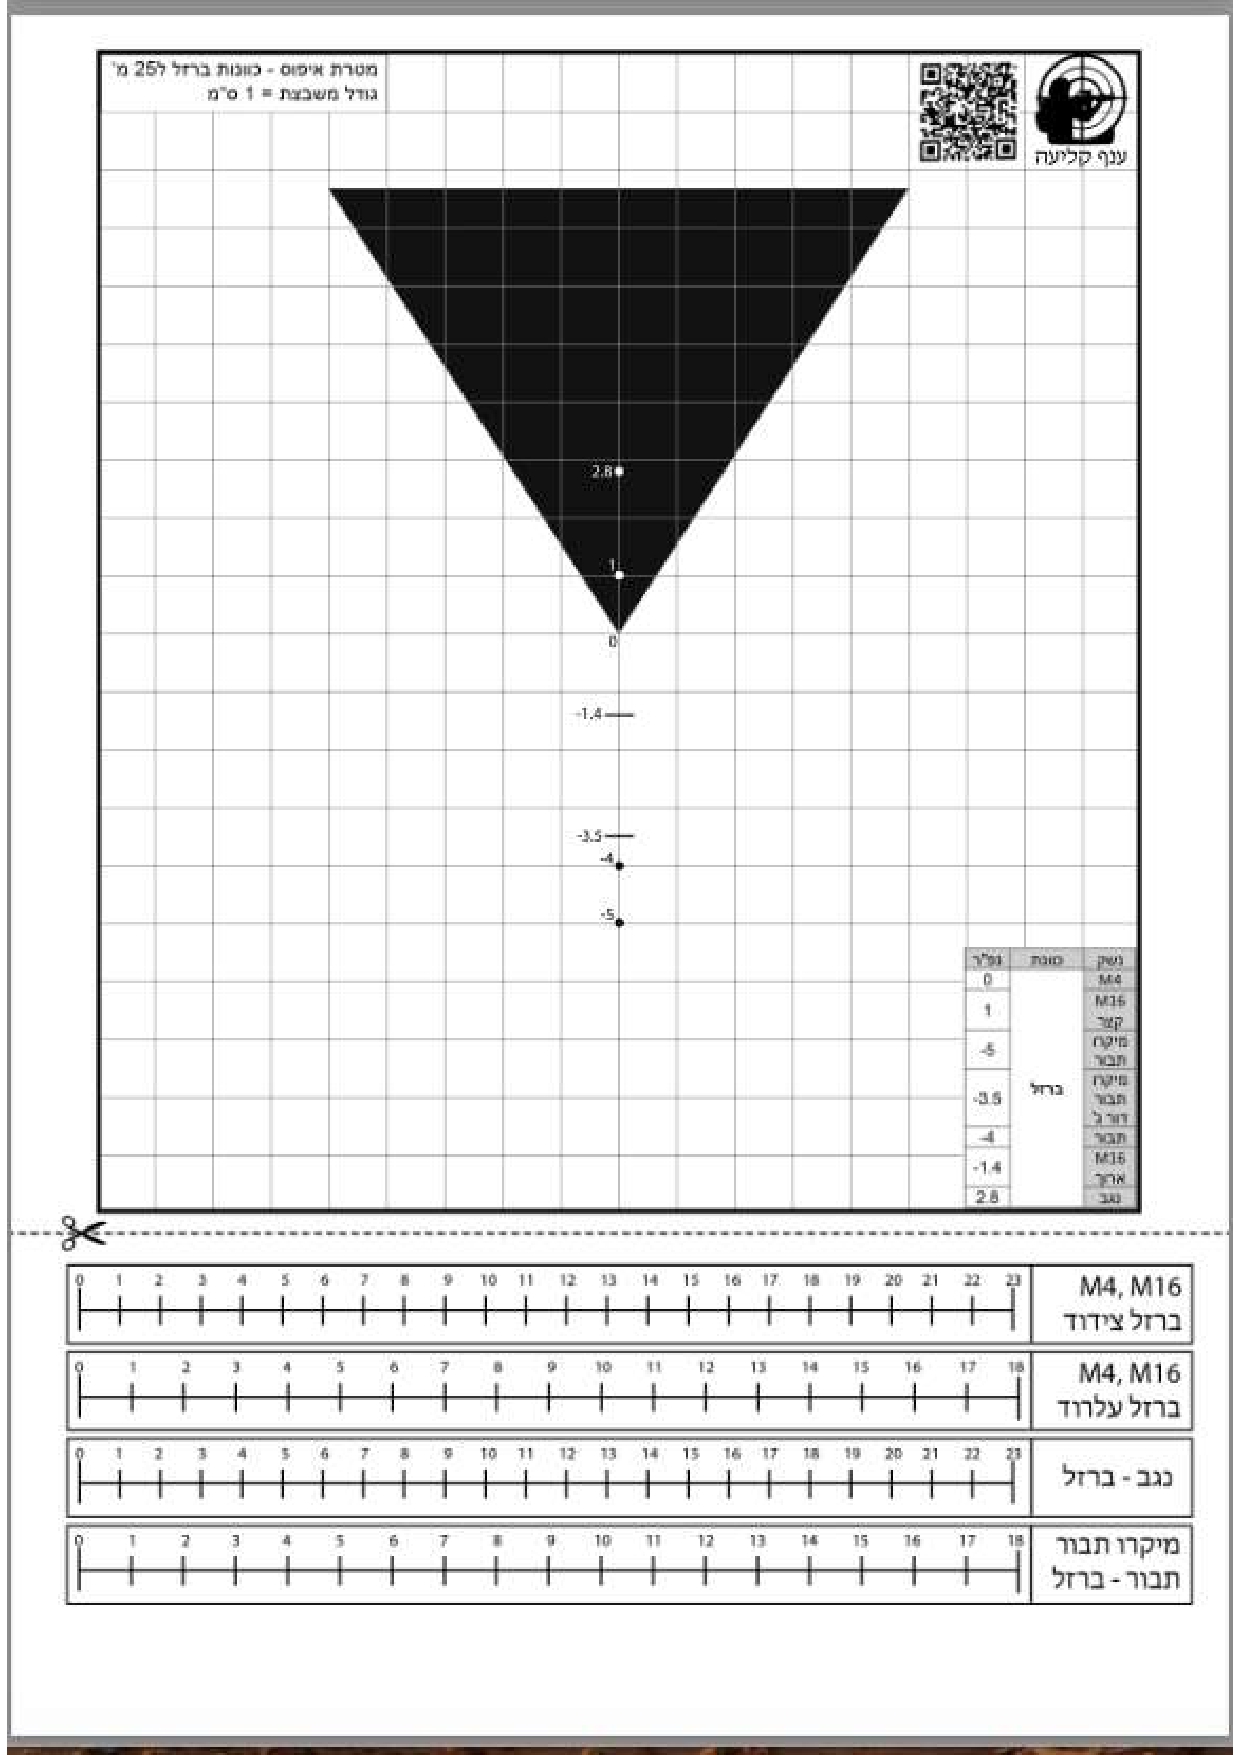 מטרת איפוס - כוונות ברזל ל25 מ'
גודל משבצת = 1 ס"מ
ענף קליעה
2.8
1
0
-1.4
-3.5
-4
-5
נשק כוונת נפ"ר
M4 0
M16 קצר 1
מיקרו תבור -5
מיקרו תבור דור ג' -3.5
תבור -4
M16 ארוך -1.4
נגב 2.8
ברזל
0 1 2 3 4 5 6 7 8 9 10 11 12 13 14 15 16 17 18 19 20 21 22 23
M4, M16
ברזל צידוד
0 1 2 3 4 5 6 7 8 9 10 11 12 13 14 15 16 17 18
M4, M16
ברזל עלרוד
0 1 2 3 4 5 6 7 8 9 10 11 12 13 14 15 16 17 18 19 20 21 22 23
נגב - ברזל
0 1 2 3 4 5 6 7 8 9 10 11 12 13 14 15 16 17 18
מיקרו תבור
תבור - ברזל